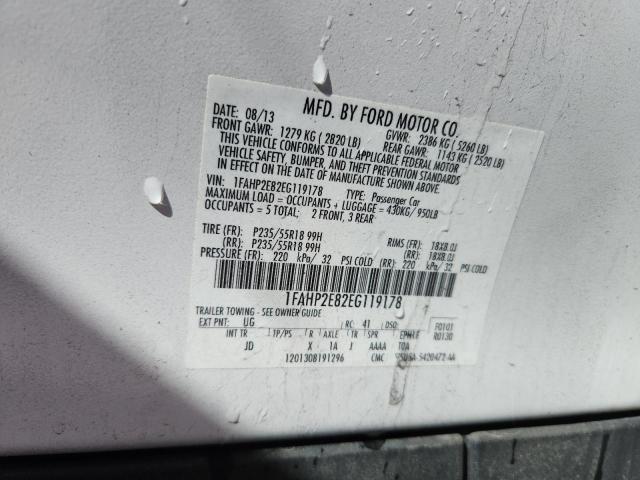 MFD. BY FORD MOTOR CO.
DATE: 08/13 GVWR: 2386 KG (5260 LB)
FRONT GAWR: 1279 KG (2820 LB) REAR GAWR: 1143 KG (2520 LB)
THIS VEHICLE CONFORMS TO ALL APPLICABLE FEDERAL MOTOR
VEHICLE SAFETY, BUMPER, AND THEFT PREVENTION STANDARDS
IN EFFECT ON THE DATE OF MANUFACTURE SHOWN ABOVE.
VIN: 1FAHP2E82EG119178 TYPE: Passenger Car
MAXIMUM LOAD = OCCUPANTS + LUGGAGE = 430KG/950LB
OCCUPANTS = 5 TOTAL: 2 FRONT, 3 REAR
TIRE (FR): P235/55R18 99H RIMS (FR): 18X8.0J
(RR): P235/55R18 99H (RR): 18X8.0J
PRESSURE (FR): 220 kPa/ 32 PSI COLD (RR): 220 kPa/ 32 PSI COLD
1FAHP2E82EG119178
TRAILER TOWING - SEE OWNER GUIDE
EXT PNT: UG RC: 41 DSO: F0101
R0130
INT TR TP/PS R AXLE TR SPR
JD X 1A J AAAA TOA
1201308191296 CMC